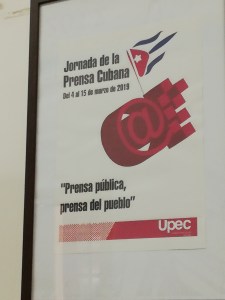 Jornada de la
Prensa Cubana
Del 4 al 15 de marzo de 2019
@
"Prensa pública,
prensa del pueblo"
Upec